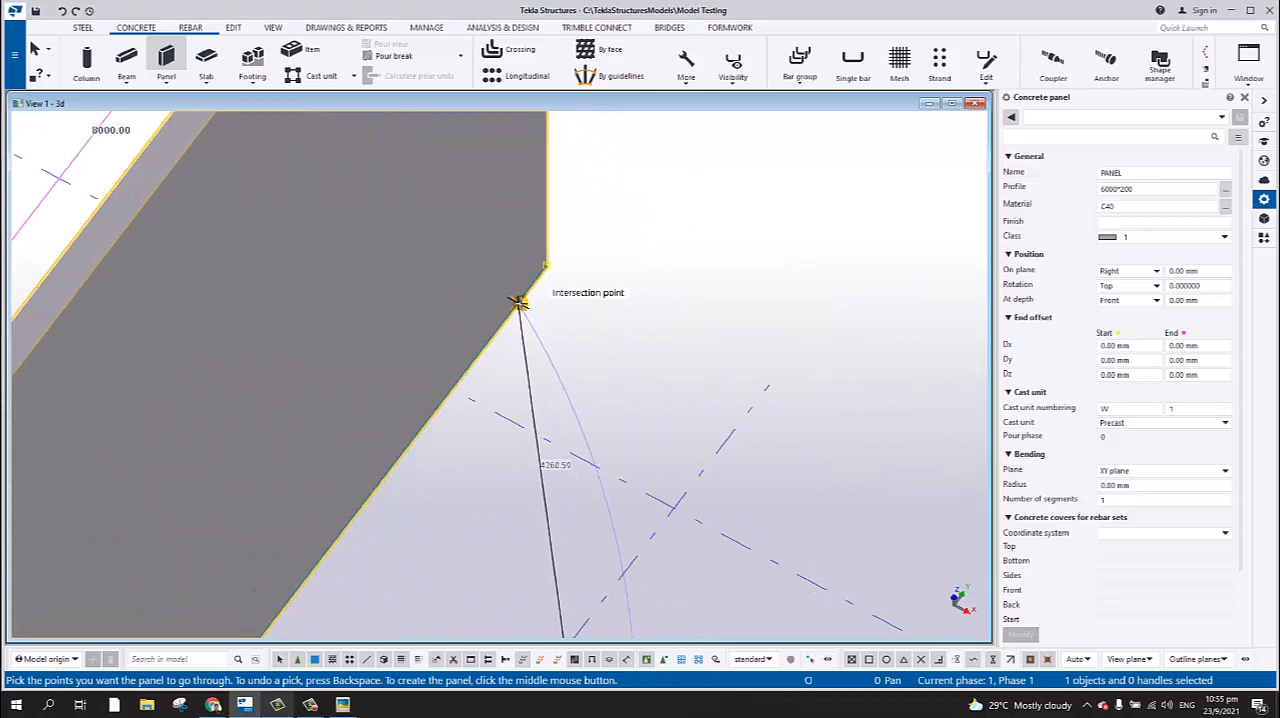 Tekla Structures - C:\TeklaStructuresModels\Model Testing
Sign in
STEEL CONCRETE REBAR EDIT VIEW DRAWINGS & REPORTS MANAGE ANALYSIS & DESIGN TRIMBLE CONNECT BRIDGES FORMWORK
Quick Launch
Column Beam Panel Slab Footing Item Cast unit Pour view Pour break Calculate pour units Crossing Longitudinal By face By guidelines More Visibility Bar group Single bar Mesh Strand Edit Coupler Anchor Shape manager Window
View 1 - 3d
8000.00
Intersection point
4260.59
Z Y X
Concrete panel
General
Name PANEL
Profile 6000*200 ...
Material C40 ...
Finish
Class 1
Position
On plane Right 0.00 mm
Rotation Top 0.000000
At depth Front 0.00 mm
End offset
Start End
Dx 0.00 mm 0.00 mm
Dy 0.00 mm 0.00 mm
Dz 0.00 mm 0.00 mm
Cast unit
Cast unit numbering W 1
Cast unit Precast
Pour phase 0
Bending
Plane XY plane
Radius 0.00 mm
Number of segments 1
Concrete covers for rebar sets
Coordinate system
Top
Bottom
Sides
Front
Back
Start
Modify
Model origin Search in model standard Auto View plane Outline planes
Pick the points you want the panel to go through. To undo a pick, press Backspace. To create the panel, click the middle mouse button. O 0 Pan Current phase: 1, Phase 1 1 objects and 0 handles selected
29°C Mostly cloudy ENG 10:55 pm
23/9/2021